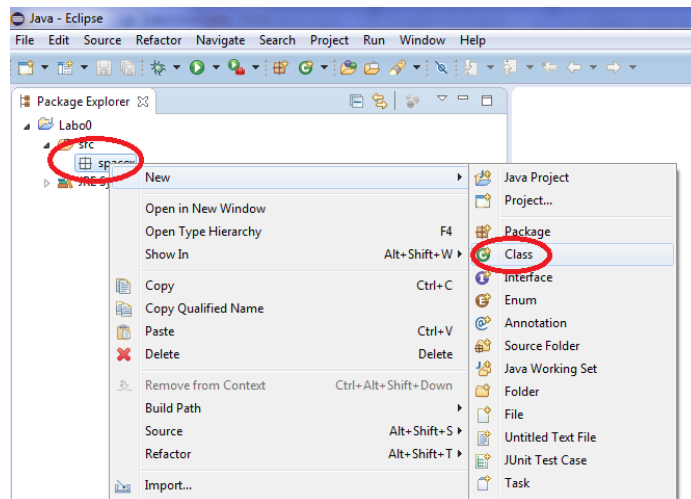 Java - Eclipse
File Edit Source Refactor Navigate Search Project Run Window Help
Package Explorer
Labo0
src
New
Open in New Window
Open Type Hierarchy F4
Show In Alt+Shift+W
Copy Ctrl+C
Copy Qualified Name
Paste Ctrl+V
Delete Delete
Remove from Context Ctrl+Alt+Shift+Down
Build Path
Source Alt+Shift+S
Refactor Alt+Shift+T
Import...
Java Project
Project...
Package
Class
Interface
Enum
Annotation
Source Folder
Java Working Set
Folder
File
Untitled Text File
JUnit Test Case
Task